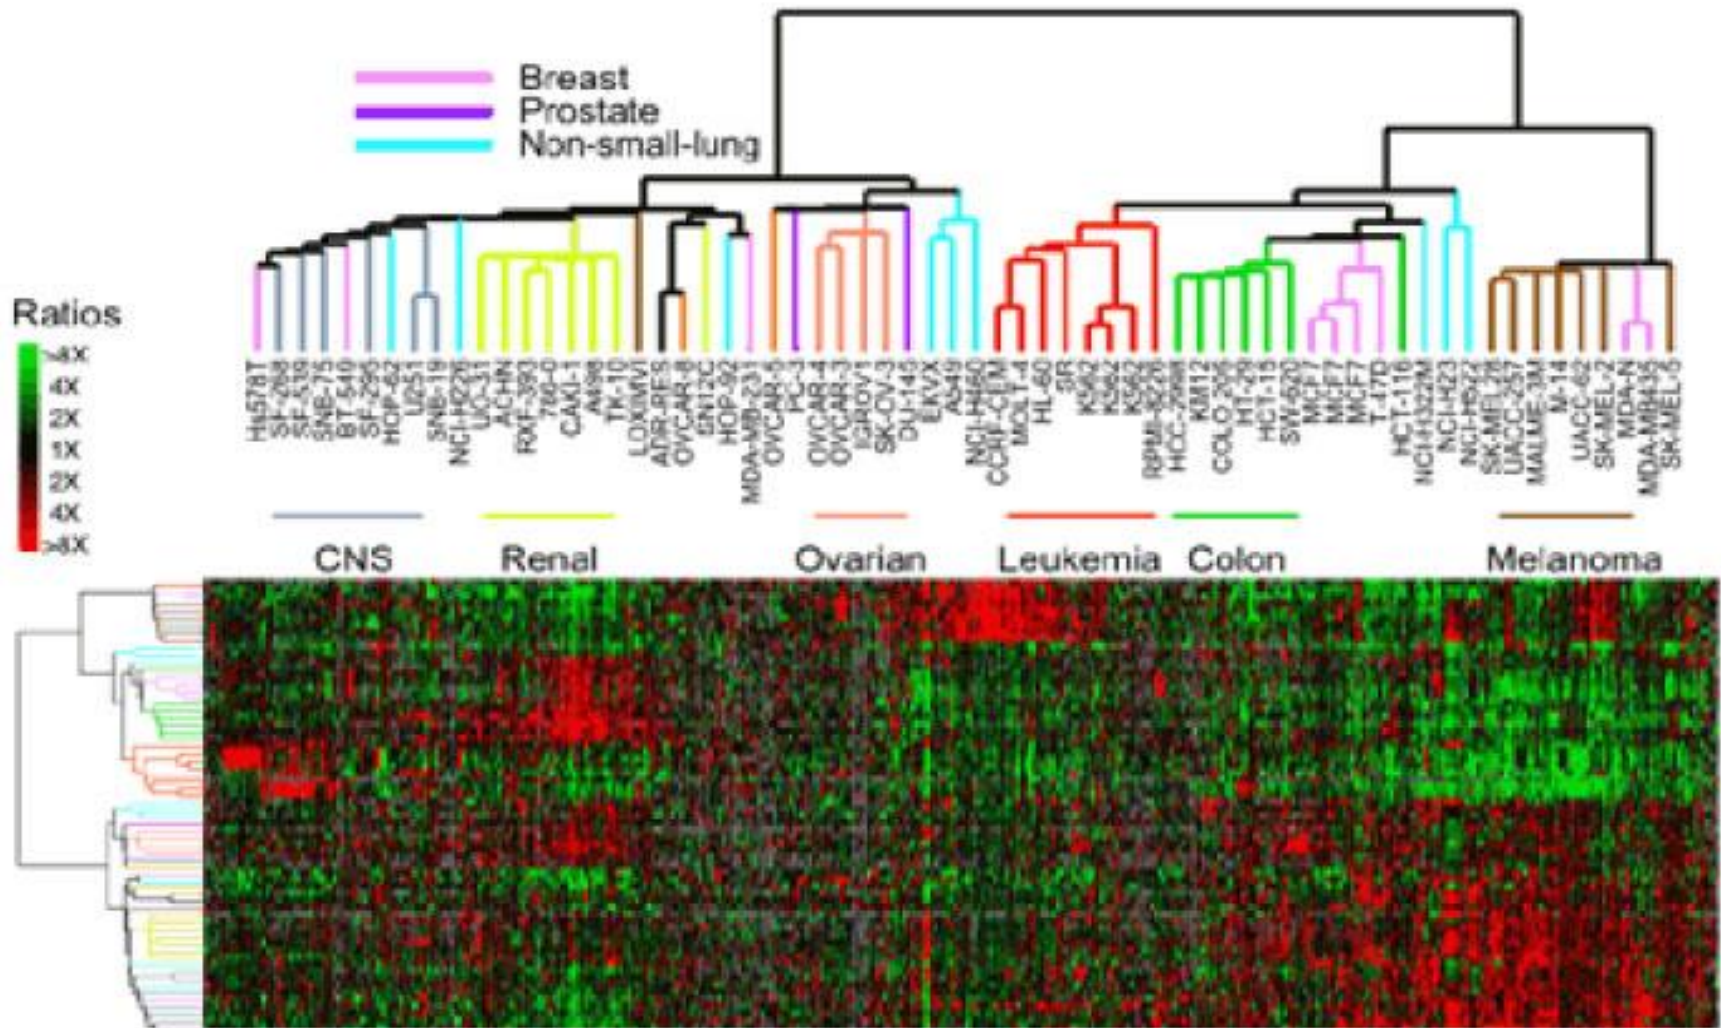 Breast
Prostate
Non-small-lung
Ratios
>8X
4X
2X
1X
2X
4X
>8X
Hs578T
SF-268
SF-539
SNB-75
BT-549
SF-295
HOP-62
U251
SNB-19
NCI-H226
UO-31
ACHN
RXF-393
786-0
CAKI-1
A498
TK-10
LOXIMVI
ADR-RES
OVCAR-8
SN12C
HOP-92
MDA-MB-231
OVCAR-5
PC-3
OVCAR-4
OVCAR-3
IGROV1
SK-OV-3
DU-145
EKVX
A549
NCI-H460
CCRF-CEM
MOLT-4
HL-60
SR
K562
K562
K562
K562
RPMI-8226
HCC-2998
KM12
COLO 205
HT-29
HCT-15
SW-620
MCF7
MCF7
MCF7
T-47D
HCT-116
NCI-H322M
NCI-H23
NCI-H522
SK-MEL28
UACC-257
MALME-3M
M-14
UACC-62
SK-MEL-2
MDA-N
MDA-MB435
SK-MEL-5
CNS
Renal
Ovarian
Leukemia
Colon
Melanoma